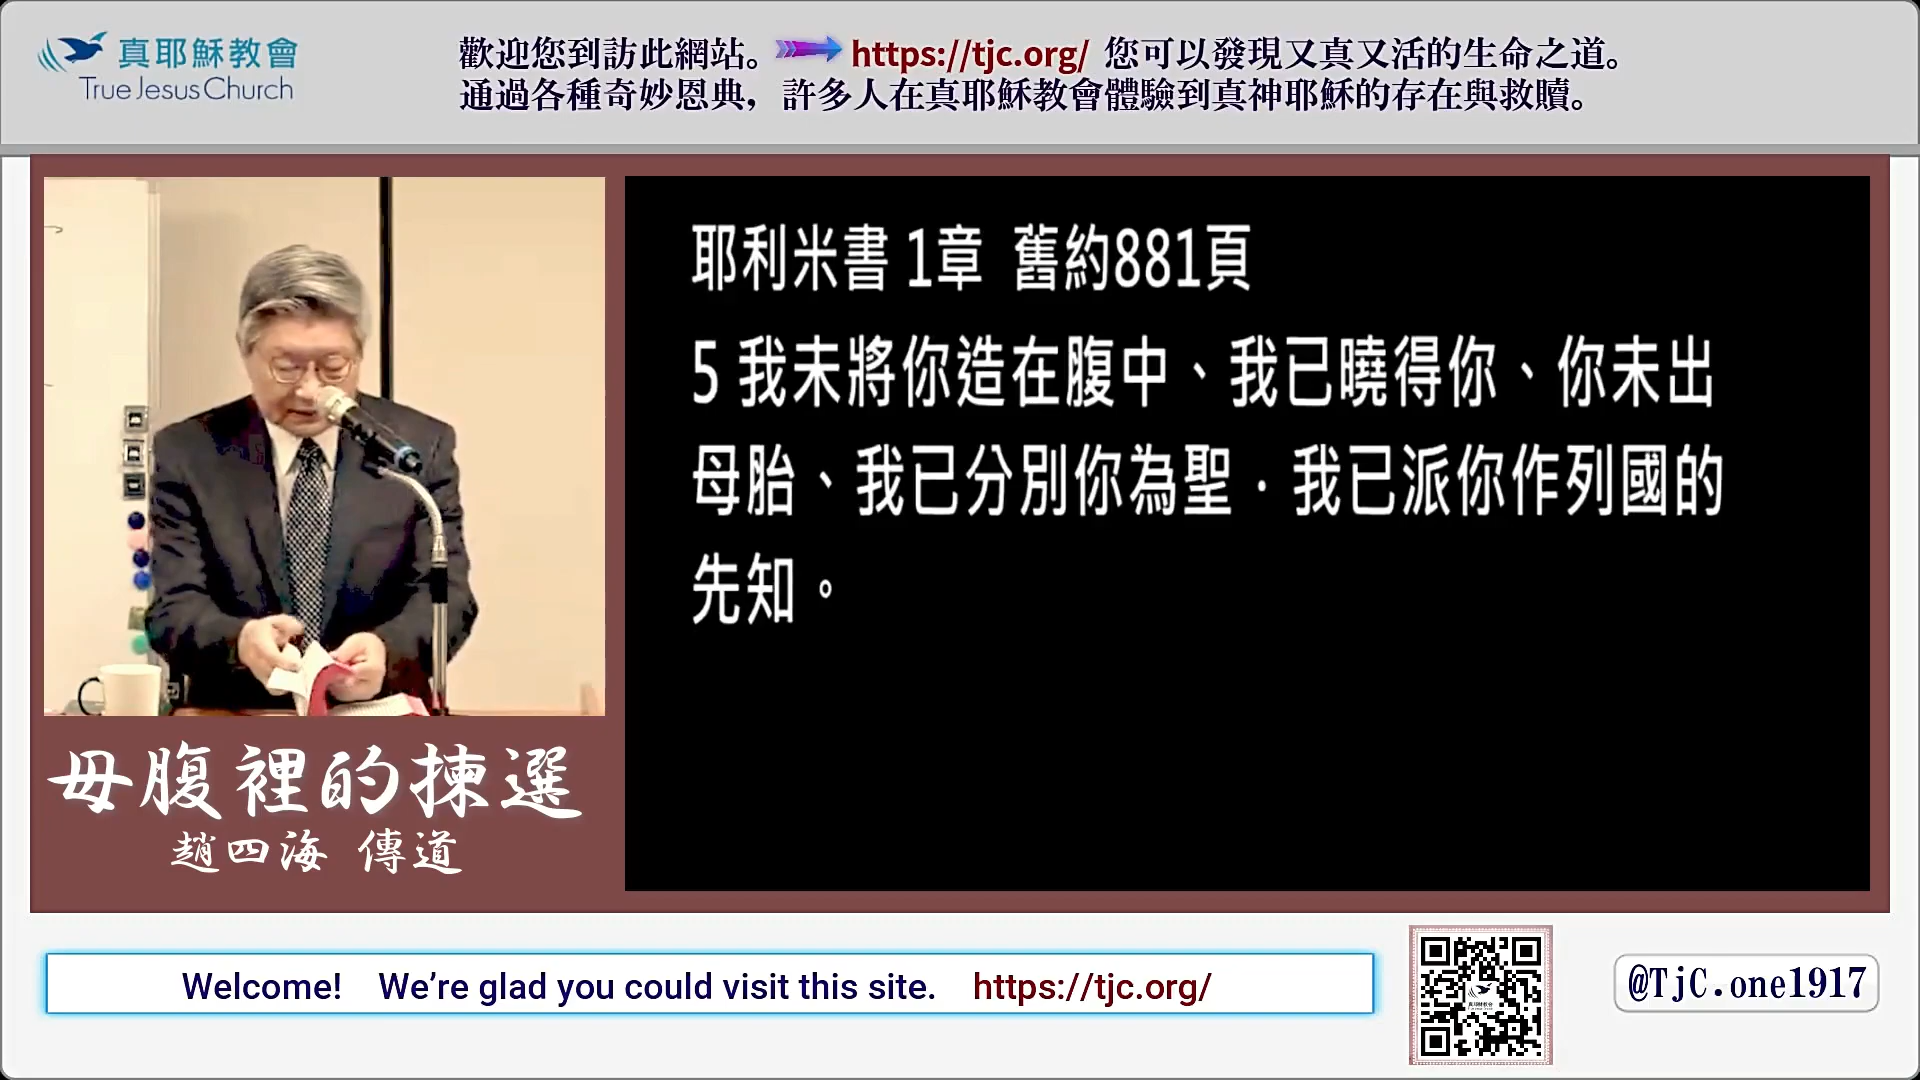 真耶穌教會
True Jesus Church
歡迎您到訪此網站。 https://tjc.org/ 您可以發現又真又活的生命之道。
通過各種奇妙恩典，許多人在真耶穌教會體驗到真神耶穌的存在與救贖。
耶利米書 1章 舊約881頁
5 我未將你造在腹中、我已曉得你、你未出
母胎、我已分別你為聖．我已派你作列國的
先知。
母腹裡的揀選
趙四海 傳道
Welcome! We’re glad you could visit this site. https://tjc.org/
@TjC.one1917